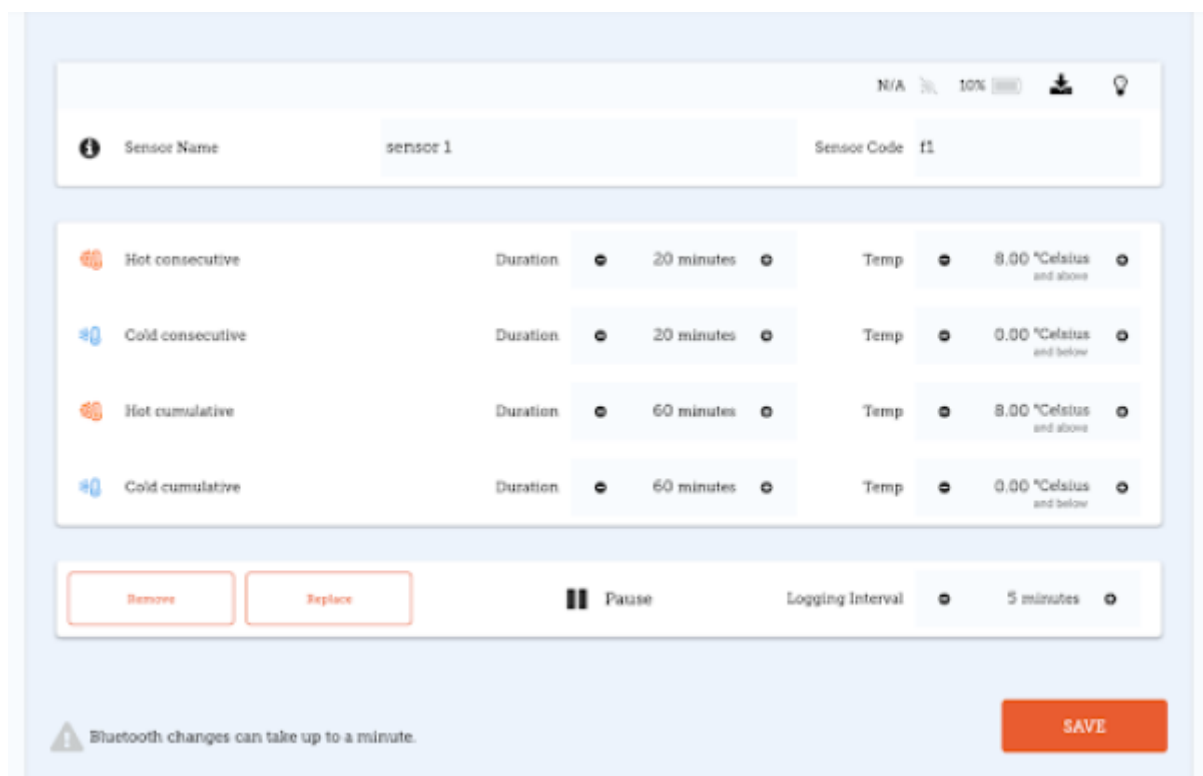 N/A 10%
Sensor Name sensor 1 Sensor Code f1
Hot consecutive Duration 20 minutes Temp 8.00 °Celsius
and above
Cold consecutive Duration 20 minutes Temp 0.00 °Celsius
and below
Hot cumulative Duration 60 minutes Temp 8.00 °Celsius
and above
Cold cumulative Duration 60 minutes Temp 0.00 °Celsius
and below
Remove Replace Pause Logging Interval 5 minutes
SAVE
Bluetooth changes can take up to a minute.